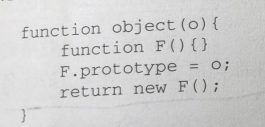 function object(o){
    function F(){}
    F.prototype = o;
    return new F();
}